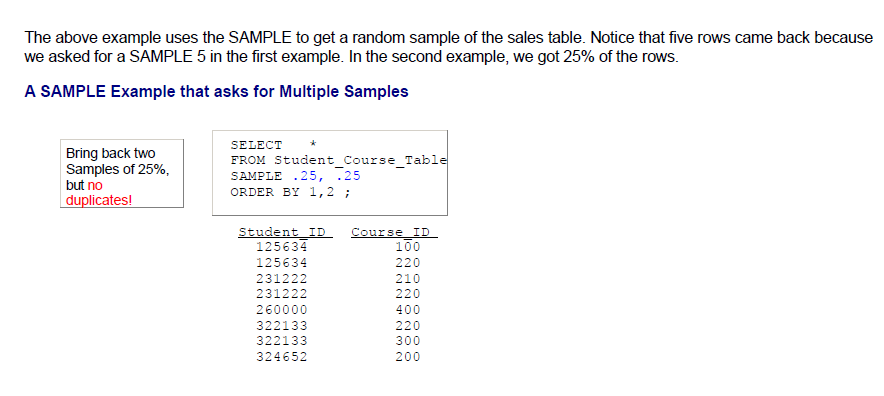 The above example uses the SAMPLE to get a random sample of the sales table. Notice that five rows came back because
we asked for a SAMPLE 5 in the first example. In the second example, we got 25% of the rows.
A SAMPLE Example that asks for Multiple Samples
Bring back two
Samples of 25%,
but no
duplicates!
SELECT *
FROM Student_Course_Table
SAMPLE .25, .25
ORDER BY 1,2 ;
Student_ID Course_ID
125634 100
125634 220
231222 210
231222 220
260000 400
322133 220
322133 300
324652 200